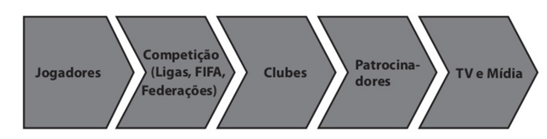 Jogadores
Competição
(Ligas, FIFA,
Federações)
Clubes
Patrocina-
dores
TV e Mídia